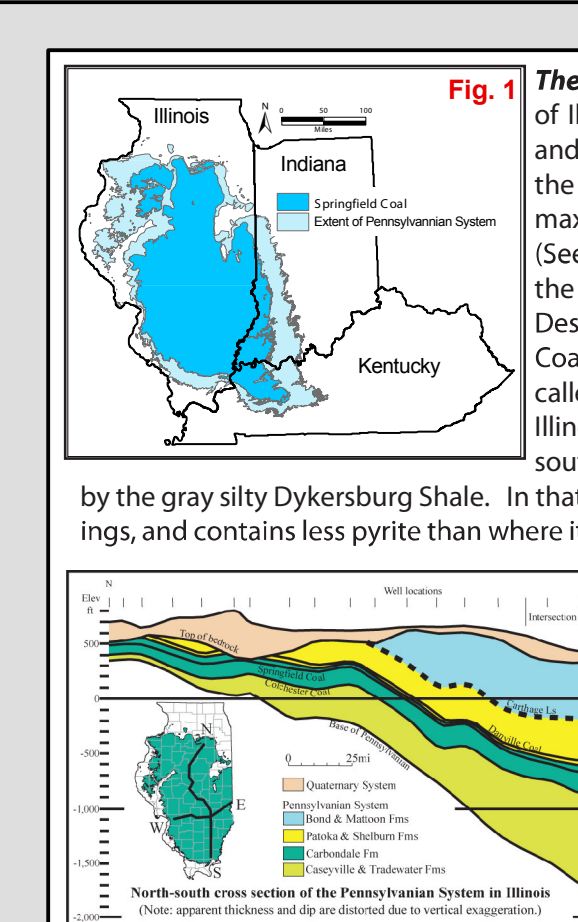 Fig. 1
N
0 50 100
Miles
Illinois
Indiana
Springfield Coal
Extent of Pennsylvannian System
Kentucky
The
of Il
and
the
max
(See
the
Des
Coa
calle
Illin
sout
by the gray silty Dykersburg Shale. In that
ings, and contains less pyrite than where it
N
Well locations
Elev
ft
Intersection
500
0
-500
-1,000
-1,500
-2,000
Top of bedrock
Springfield Coal
Colchester Coal
Carthage Ls
Danville Coal
Base of Pennsylvanian
N
E
W
S
0 25mi
Quaternary System
Pennsylvanian System
Bond & Mattoon Fms
Patoka & Shelburn Fms
Carbondale Fm
Caseyville & Tradewater Fms
North-south cross section of the Pennsylvanian System in Illinois
(Note: apparent thickness and dip are distorted due to vertical exaggeration.)